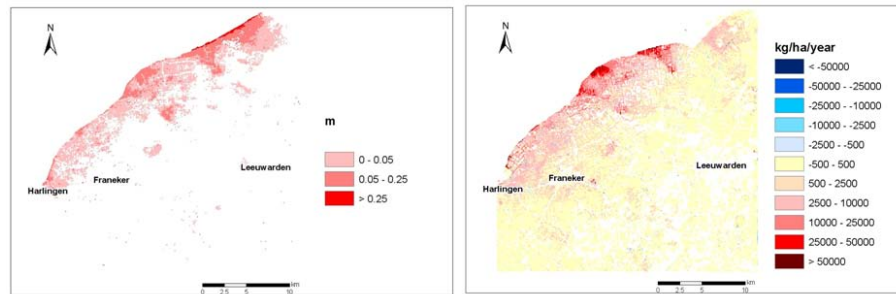 N
m
0 - 0.05
0.05 - 0.25
> 0.25
Leeuwarden
Franeker
Harlingen
km
0 2.5 5 10
N
kg/ha/year
< -50000
-50000 - -25000
-25000 - -10000
-10000 - -2500
-2500 - -500
-500 - 500
500 - 2500
2500 - 10000
10000 - 25000
25000 - 50000
> 50000
Leeuwarden
Franeker
Harlingen
km
0 2.5 5 10